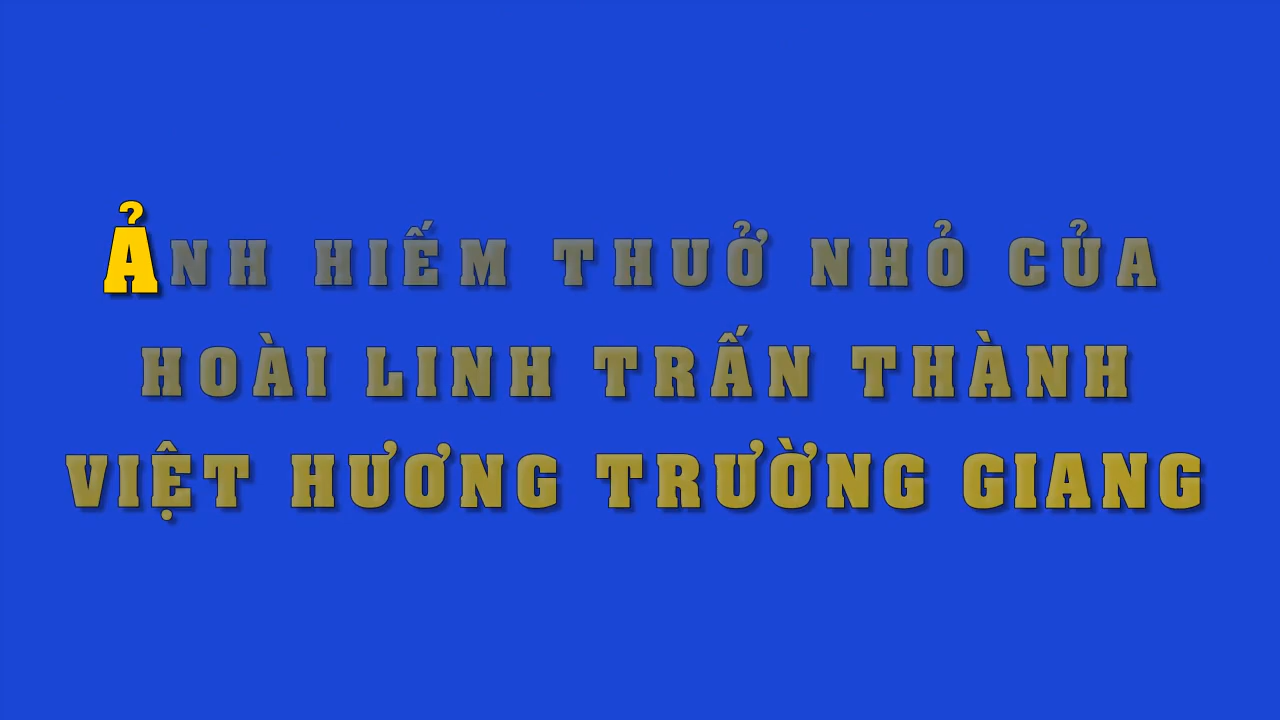 ẢNH HIẾM THUỞ NHỎ CỦA
HOÀI LINH TRẤN THÀNH
VIỆT HƯƠNG TRƯỜNG GIANG